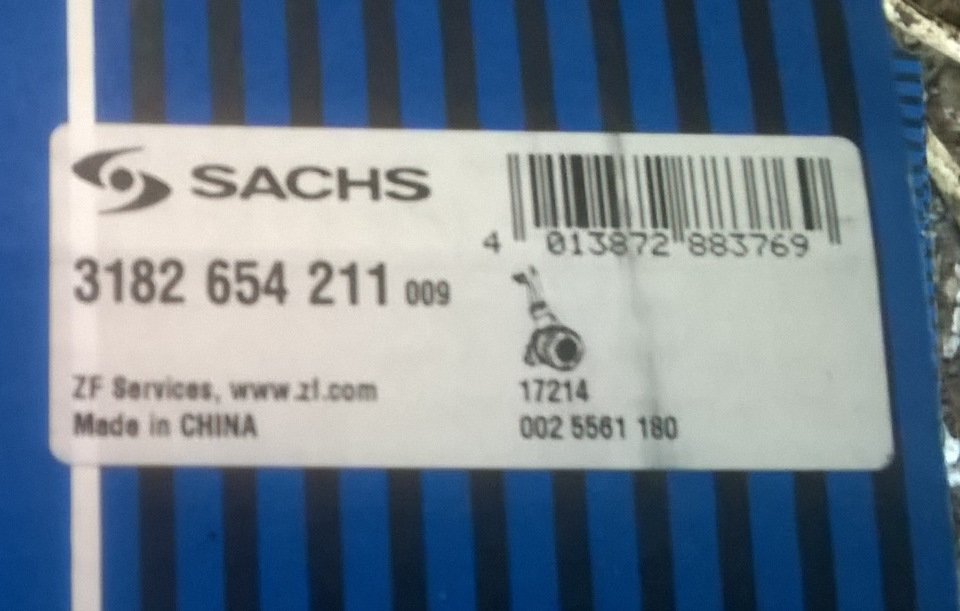 SACHS
4 013872 883769
3182 654 211 009
ZF Services, www.zf.com
Made in CHINA
17214
002 5561 180